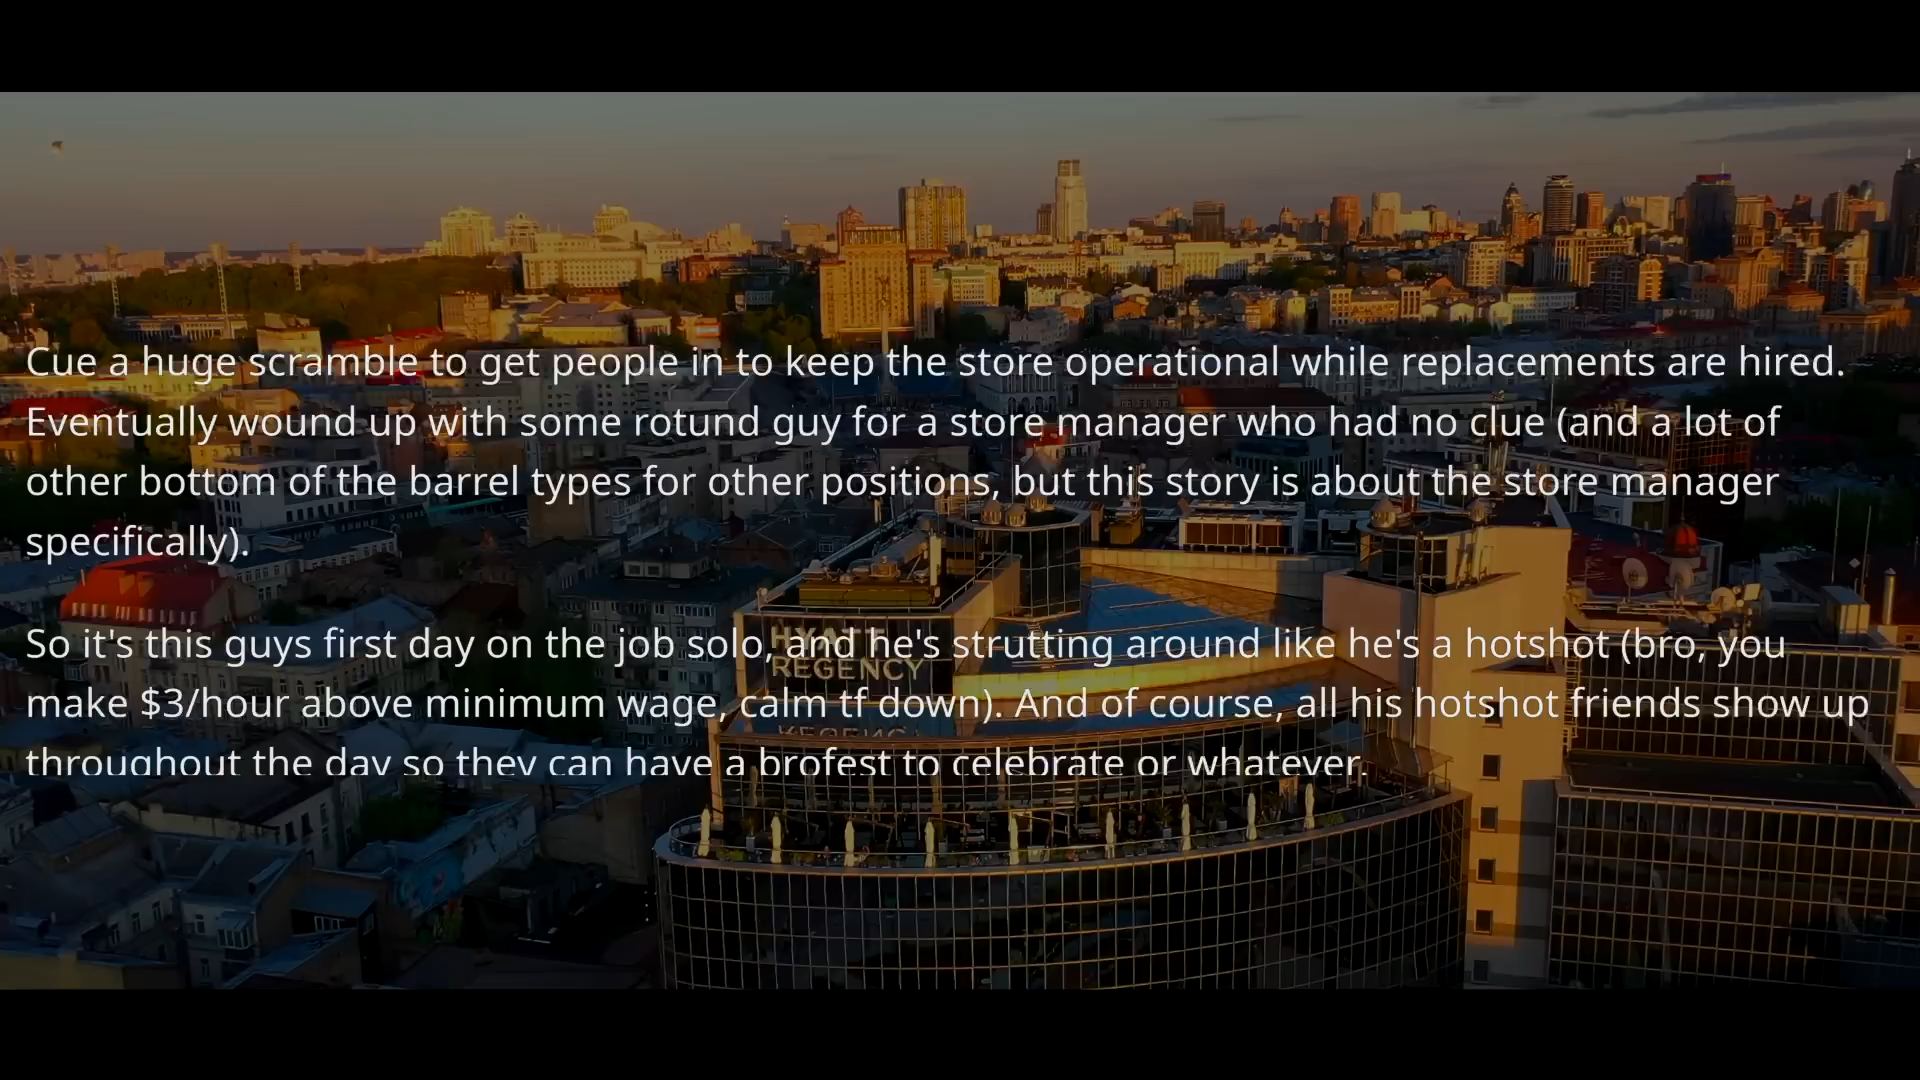 Cue a huge scramble to get people in to keep the store operational while replacements are hired.
Eventually wound up with some rotund guy for a store manager who had no clue (and a lot of
other bottom of the barrel types for other positions, but this story is about the store manager
specifically).
So it's this guys first day on the job solo, and he's strutting around like he's a hotshot (bro, you
make $3/hour above minimum wage, calm tf down). And of course, all his hotshot friends show up
throughout the day so they can have a brofest to celebrate or whatever.
HYATT
REGENCY